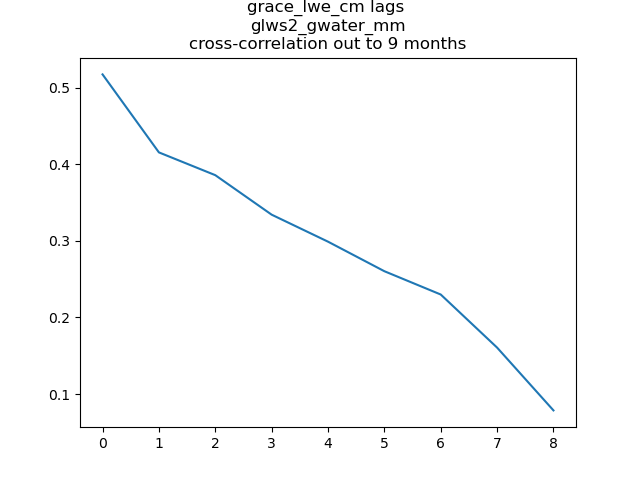 grace_lwe_cm lags
glws2_gwater_mm
cross-correlation out to 9 months
0.5
0.4
0.3
0.2
0.1
0 1 2 3 4 5 6 7 8